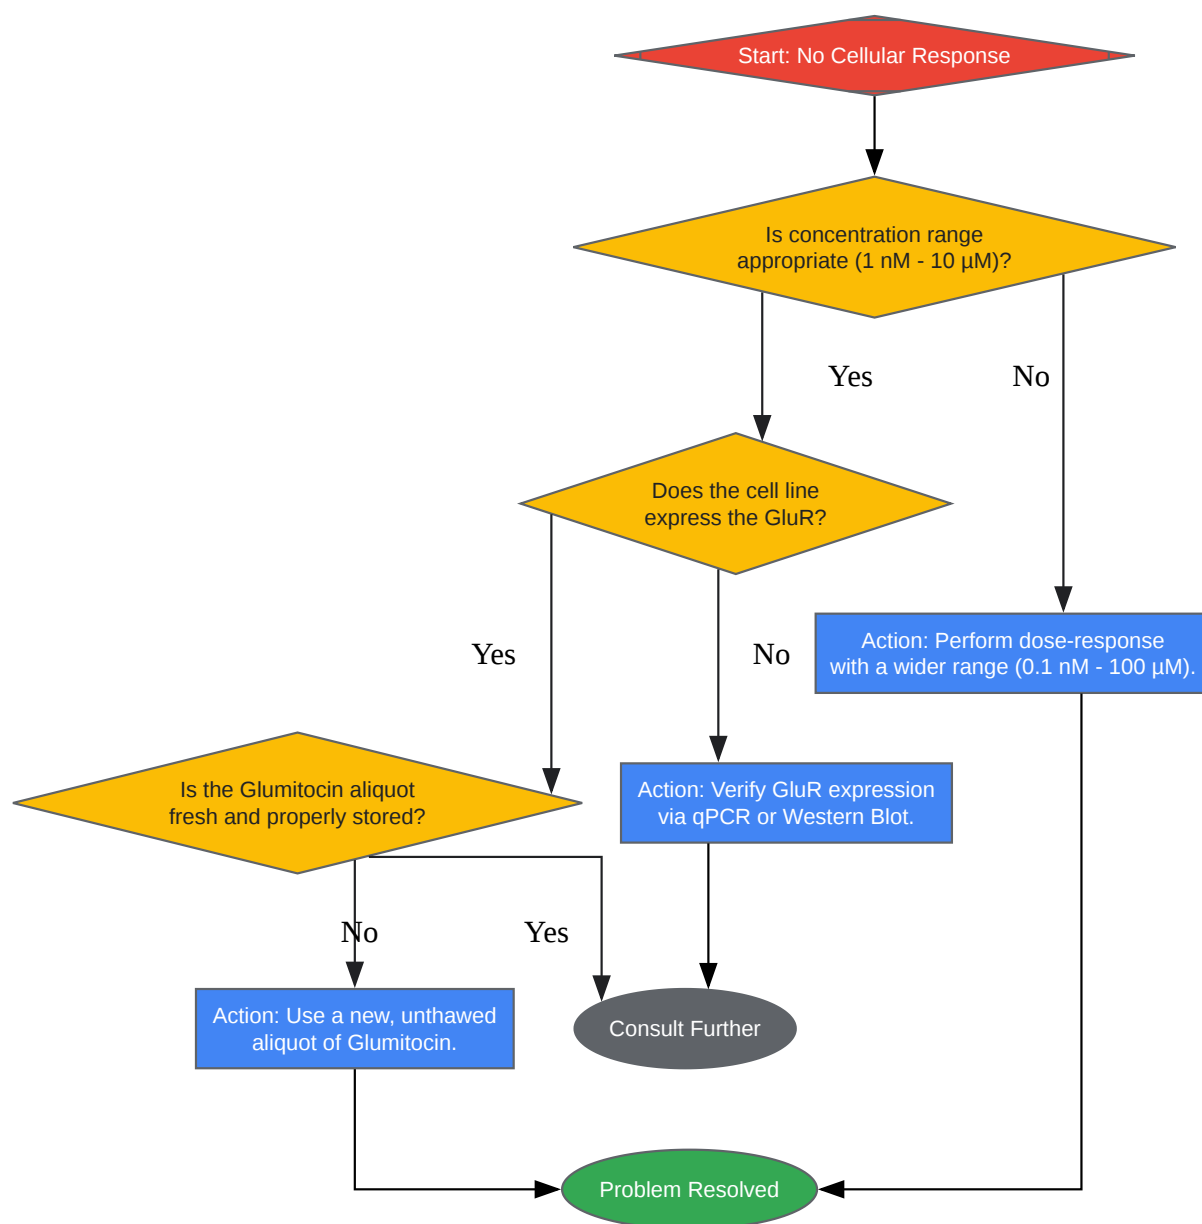 Start: No Cellular Response
Is concentration range
appropriate (1 nM - 10 µM)?
Yes
No
Does the cell line
express the GluR?
Yes
No
Action: Perform dose-response
with a wider range (0.1 nM - 100 µM).
Is the Glumitocin aliquot
fresh and properly stored?
Action: Verify GluR expression
via qPCR or Western Blot.
No
Yes
Action: Use a new, unthawed
aliquot of Glumitocin.
Consult Further
Problem Resolved